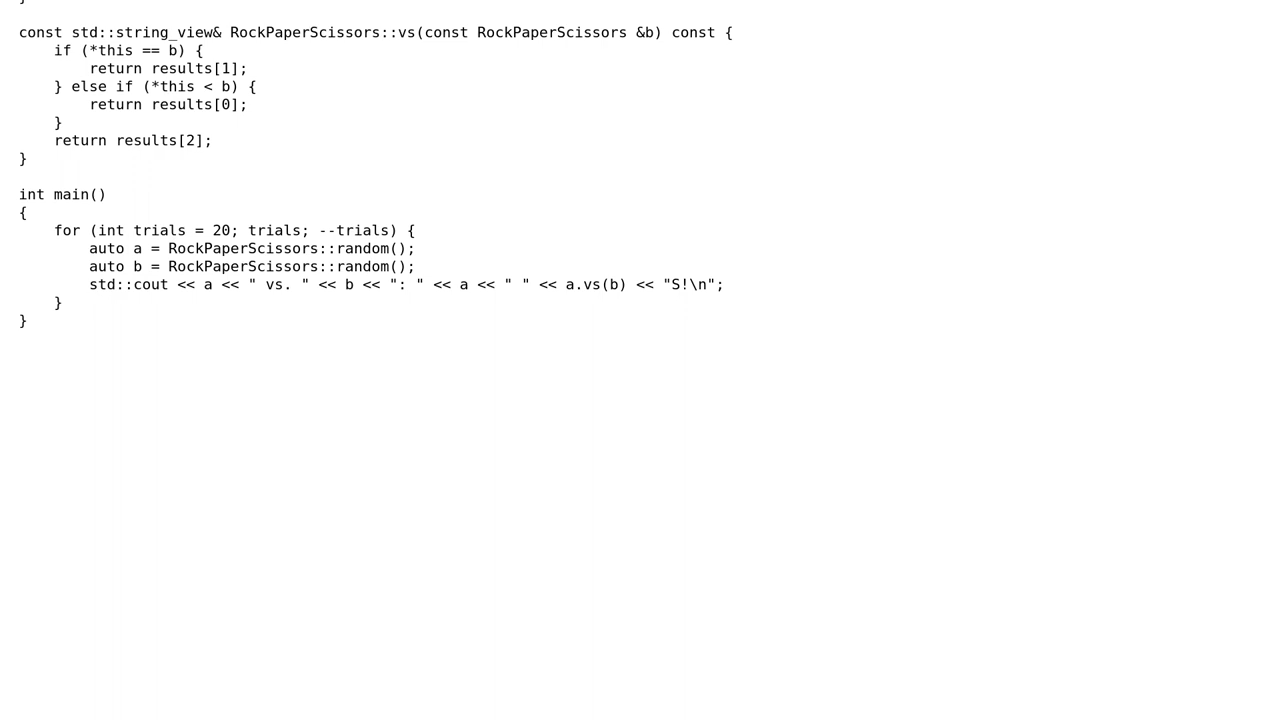 }
const std::string_view& RockPaperScissors::vs(const RockPaperScissors &b) const {
    if (*this == b) {
        return results[1];
    } else if (*this < b) {
        return results[0];
    }
    return results[2];
}

int main()
{
    for (int trials = 20; trials; --trials) {
        auto a = RockPaperScissors::random();
        auto b = RockPaperScissors::random();
        std::cout << a << " vs. " << b << ": " << a << " " << a.vs(b) << "S!\n";
    }
}